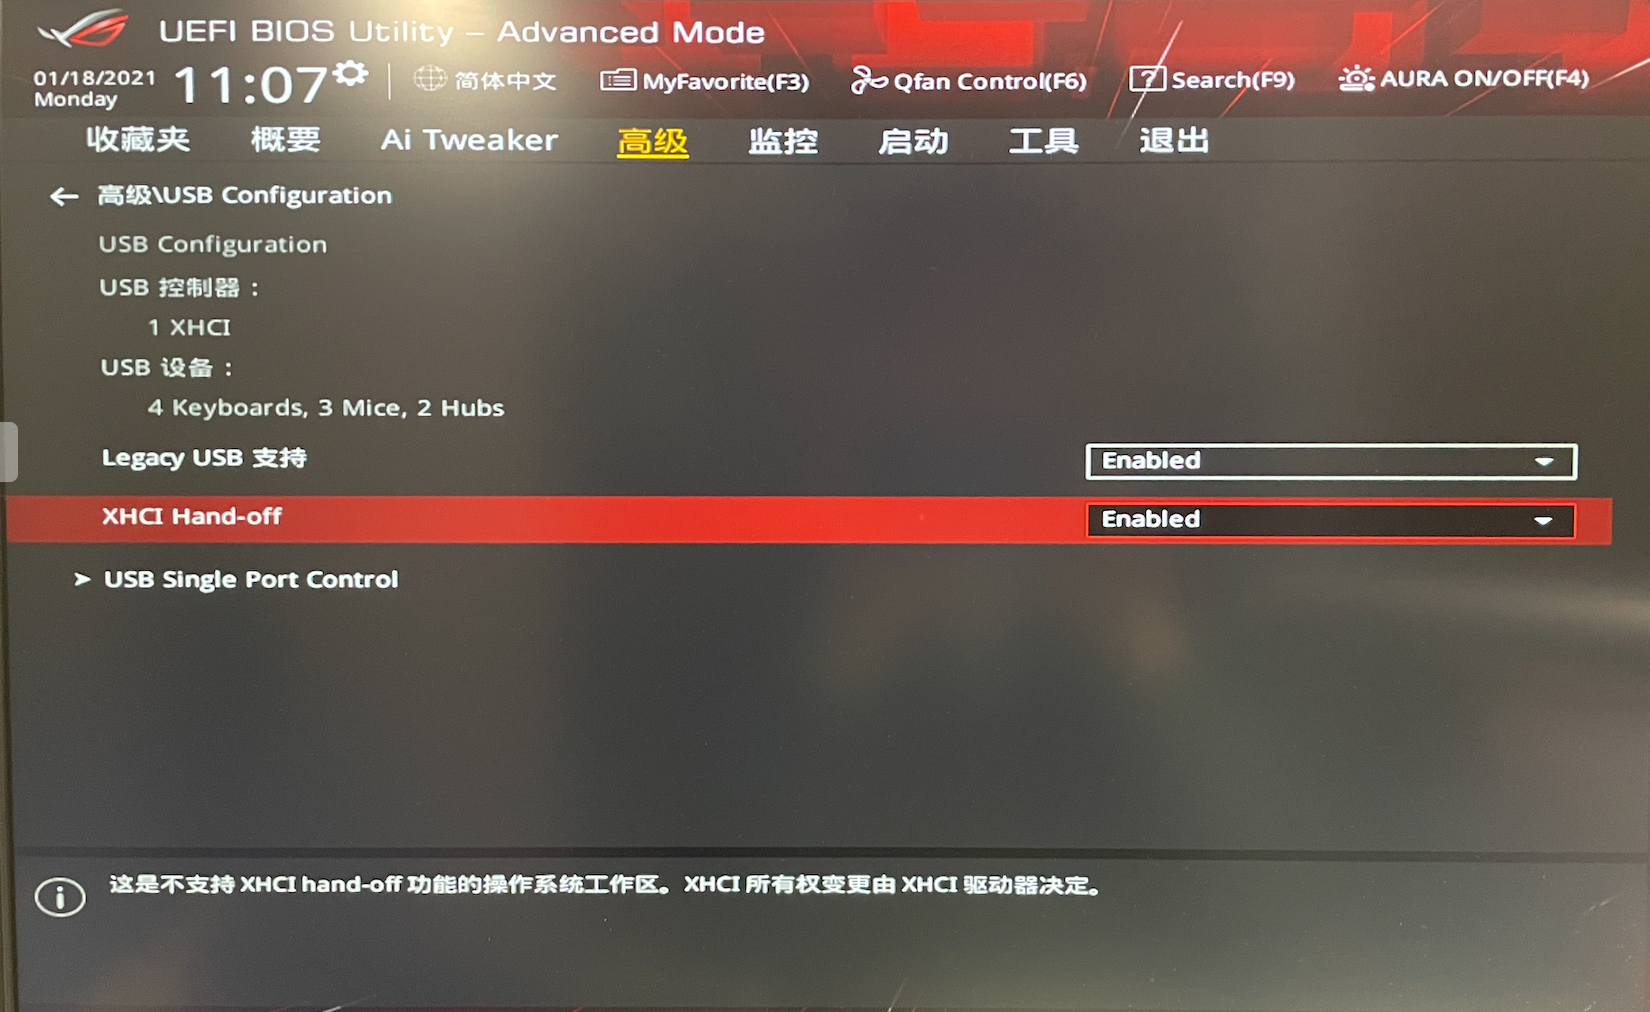 UEFI BIOS Utility – Advanced Mode
01/18/2021
Monday
11:07
简体中文
MyFavorite(F3)
Qfan Control(F6)
Search(F9)
AURA ON/OFF(F4)
收藏夹 概要 Ai Tweaker 高级 监控 启动 工具 退出
高级\USB Configuration
USB Configuration
USB 控制器：
1 XHCI
USB 设备：
4 Keyboards, 3 Mice, 2 Hubs
Legacy USB 支持 Enabled
XHCI Hand-off Enabled
USB Single Port Control
这是不支持 XHCI hand-off 功能的操作系统工作区。XHCI 所有权变更由 XHCI 驱动器决定。